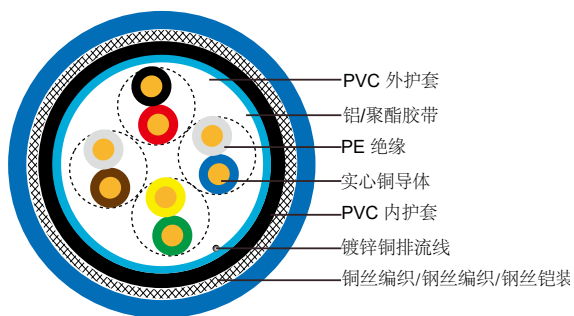 PVC 外护套
铝/聚酯胶带
PE 绝缘
实心铜导体
PVC 内护套
镀锌铜排流线
铜丝编织/钢丝编织/钢丝铠装